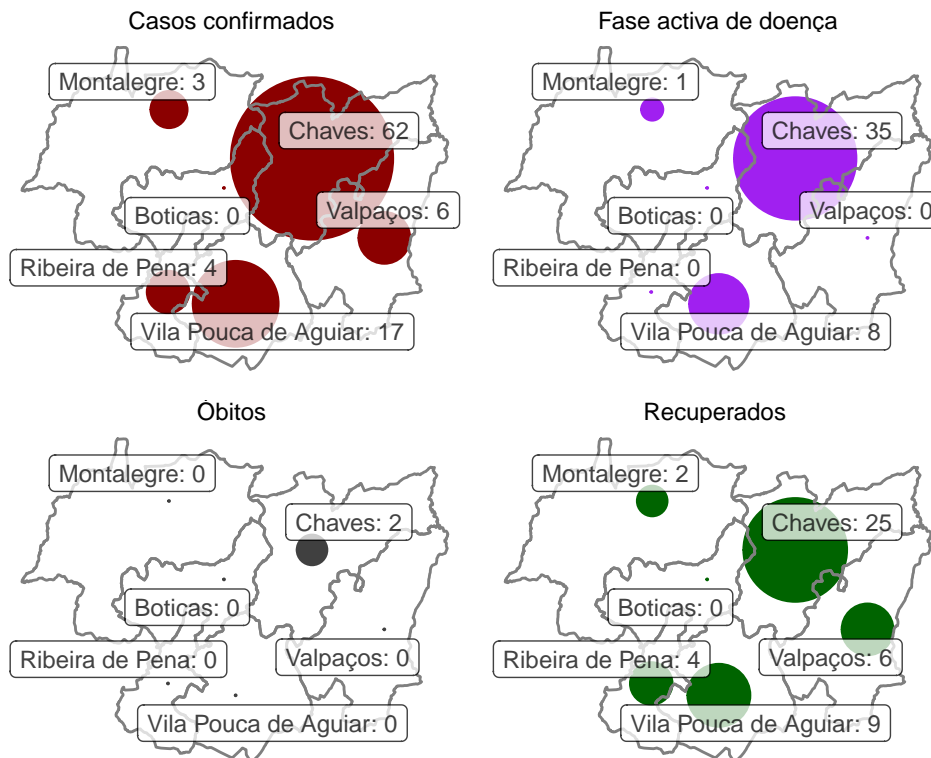 Casos confirmados
Montalegre: 3
Chaves: 62
Boticas: 0
Valpaços: 6
Ribeira de Pena: 4
Vila Pouca de Aguiar: 17
Fase activa de doença
Montalegre: 1
Chaves: 35
Boticas: 0
Valpaços: 0
Ribeira de Pena: 0
Vila Pouca de Aguiar: 8
Óbitos
Montalegre: 0
Chaves: 2
Boticas: 0
Ribeira de Pena: 0
Valpaços: 0
Vila Pouca de Aguiar: 0
Recuperados
Montalegre: 2
Chaves: 25
Boticas: 0
Ribeira de Pena: 4
Valpaços: 6
Vila Pouca de Aguiar: 9